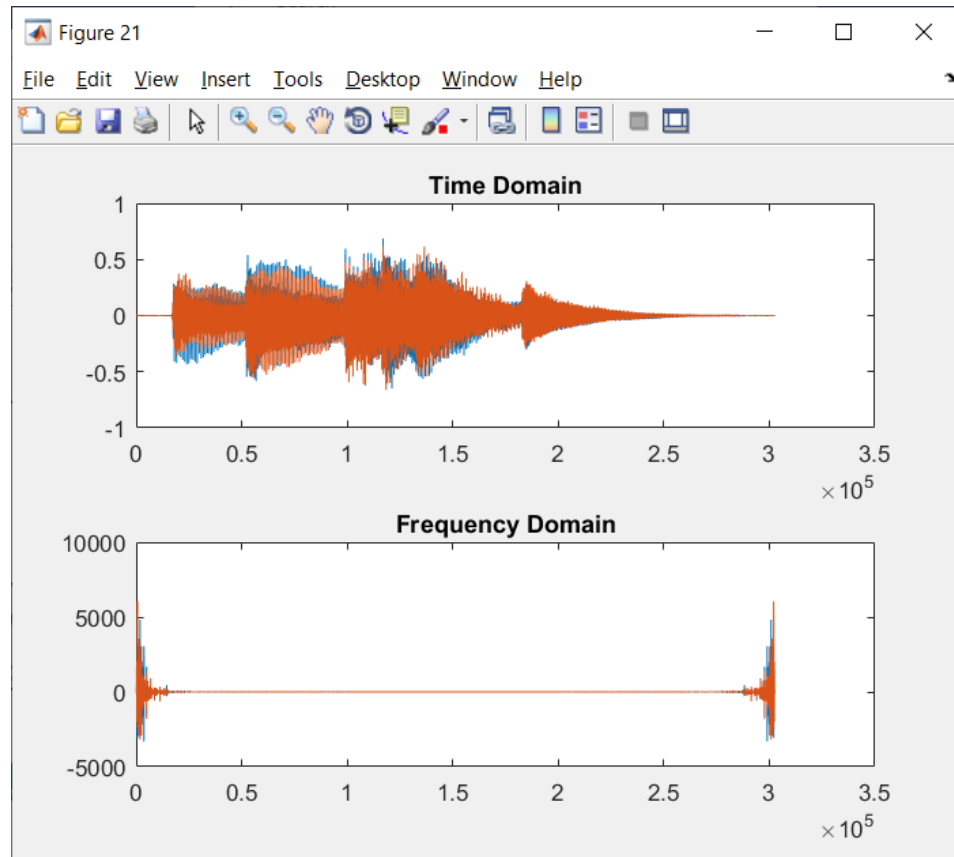 Figure 21
File Edit View Insert Tools Desktop Window Help
Time Domain
1
0.5
0
-0.5
-1
0 0.5 1 1.5 2 2.5 3 3.5
×10^5
Frequency Domain
10000
5000
0
-5000
0 0.5 1 1.5 2 2.5 3 3.5
×10^5